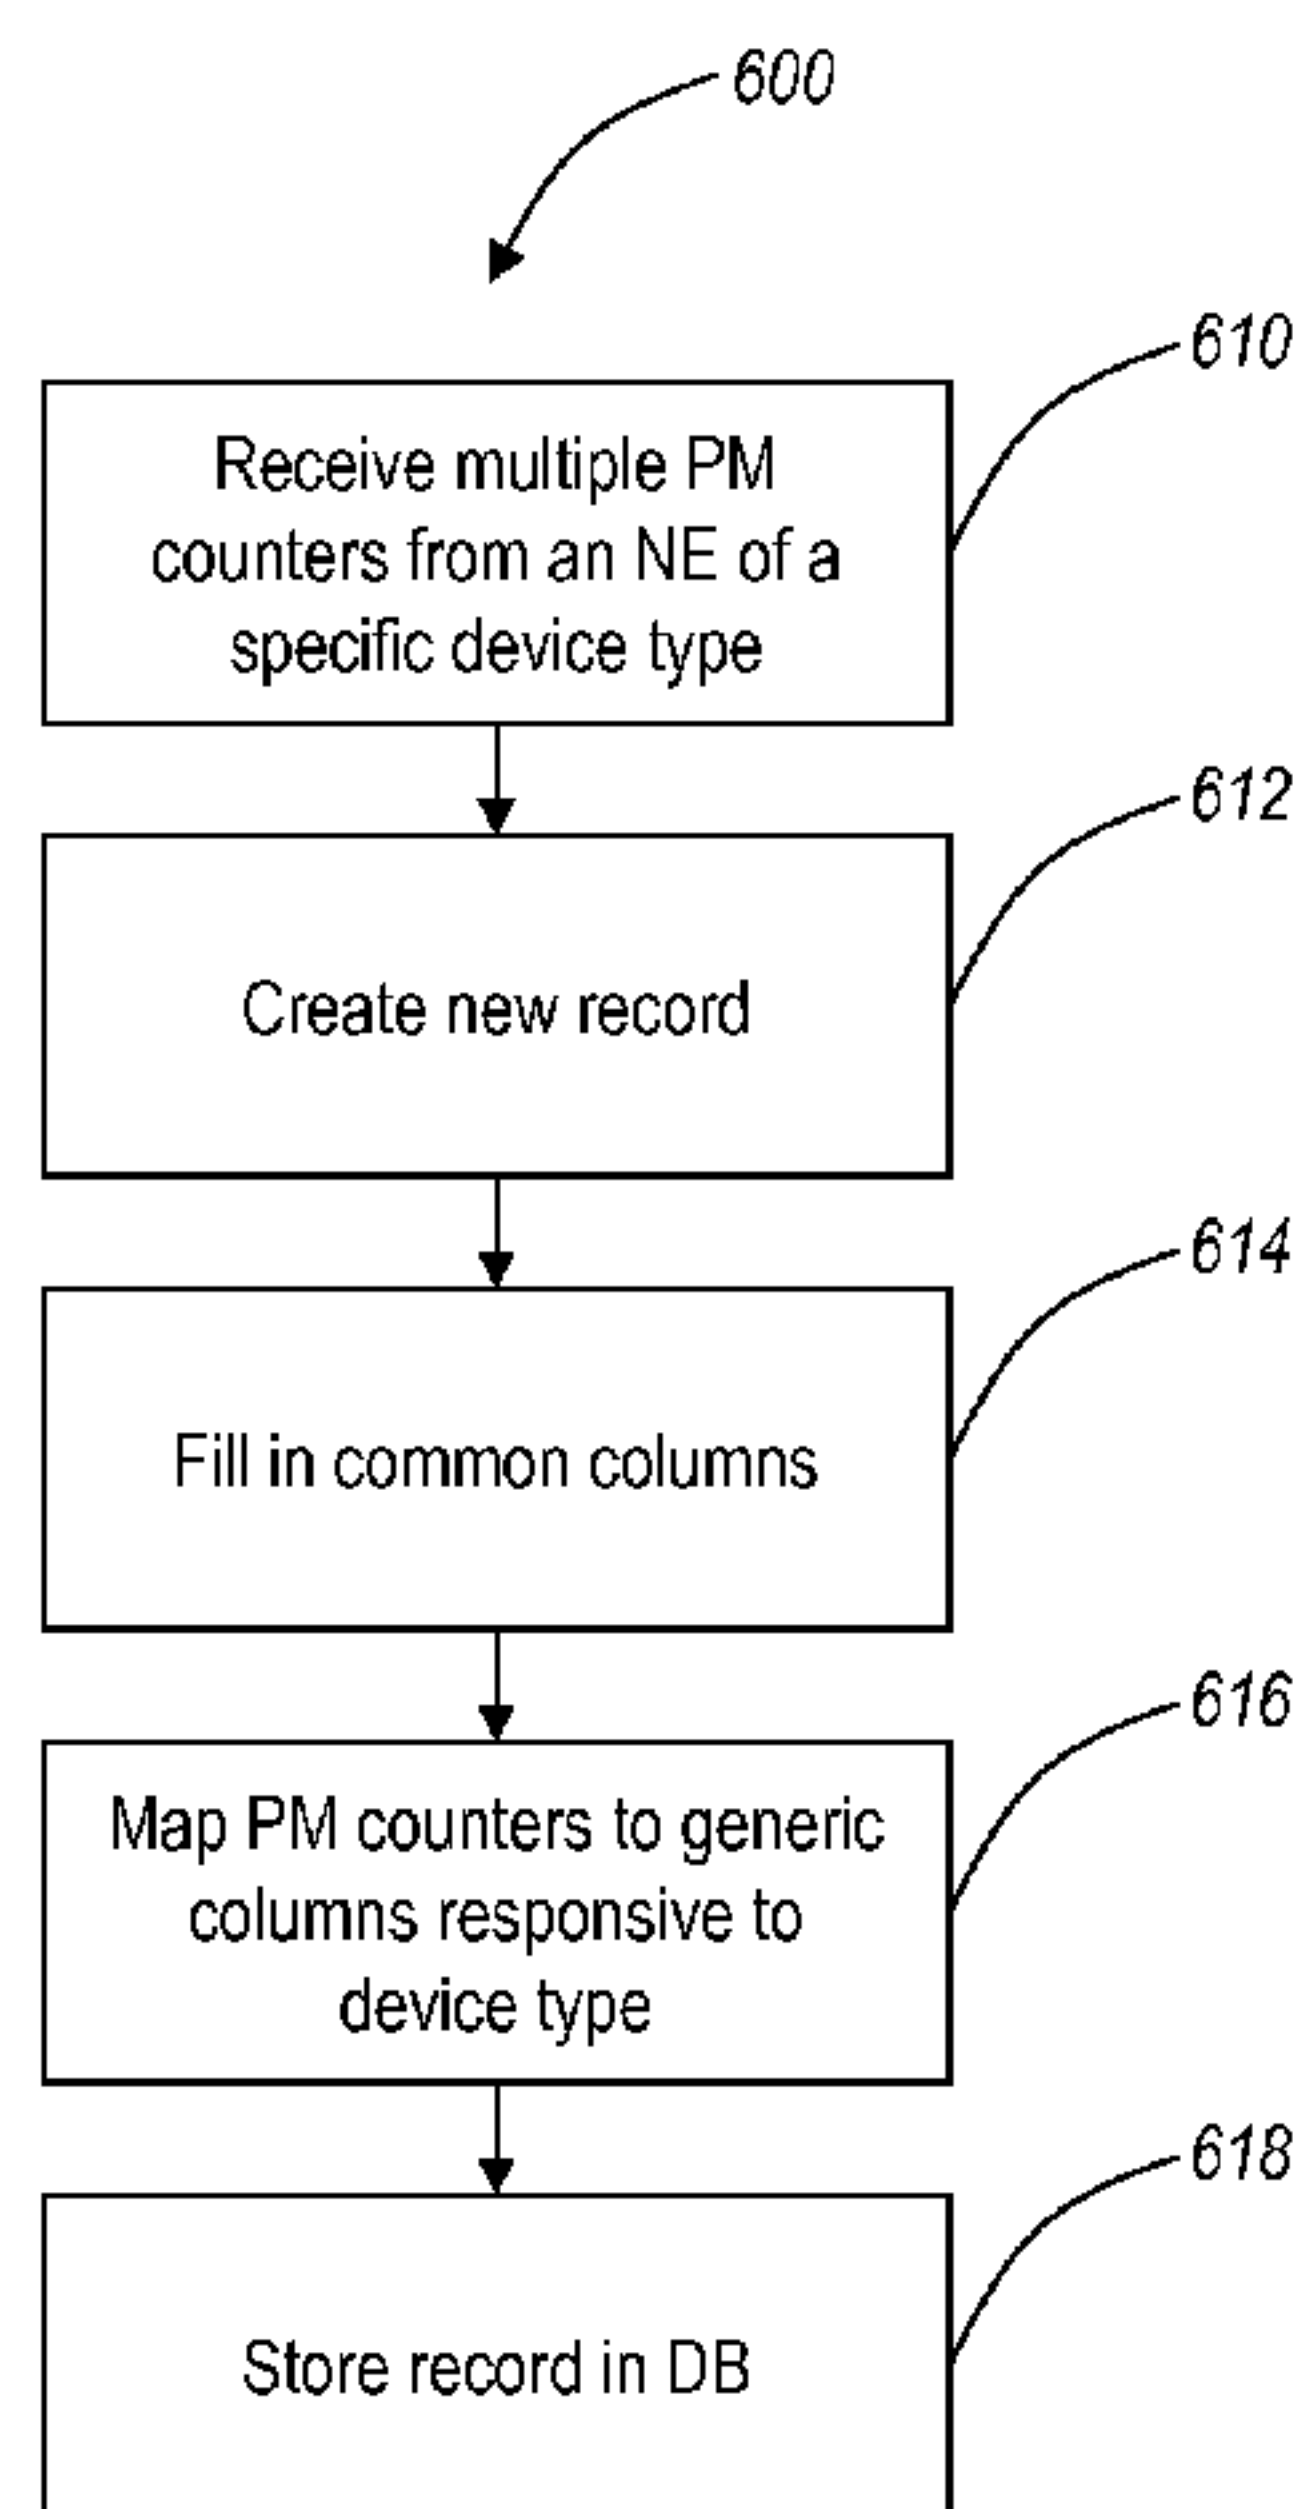 600
610
Receive multiple PM
counters from an NE of a
specific device type
612
Create new record
614
Fill in common columns
616
Map PM counters to generic
columns responsive to
device type
618
Store record in DB